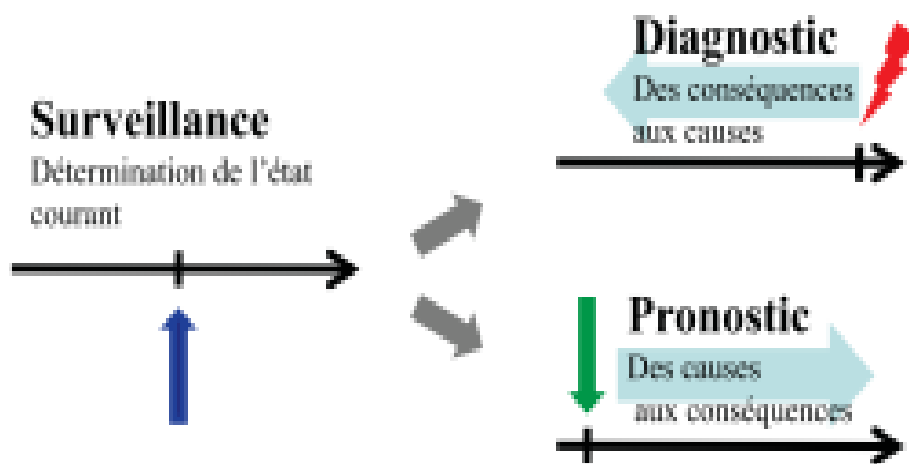 Surveillance
Détermination de l'état
courant
Diagnostic
Des conséquences
aux causes
Pronostic
Des causes
aux conséquences